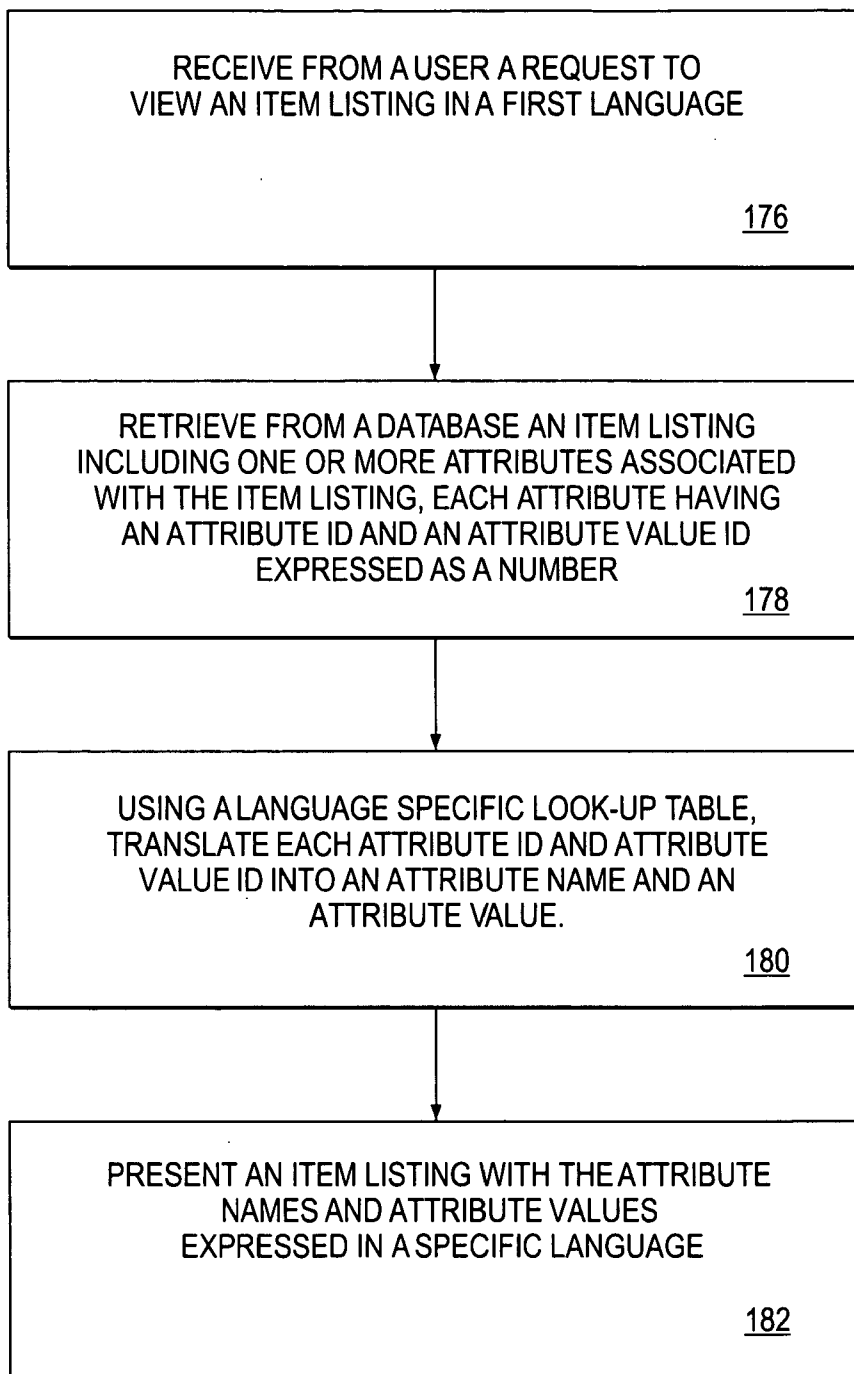 RECEIVE FROM A USER A REQUEST TO
VIEW AN ITEM LISTING IN A FIRST LANGUAGE
176
RETRIEVE FROM A DATABASE AN ITEM LISTING
INCLUDING ONE OR MORE ATTRIBUTES ASSOCIATED
WITH THE ITEM LISTING, EACH ATTRIBUTE HAVING
AN ATTRIBUTE ID AND AN ATTRIBUTE VALUE ID
EXPRESSED AS A NUMBER
178
USING A LANGUAGE SPECIFIC LOOK-UP TABLE,
TRANSLATE EACH ATTRIBUTE ID AND ATTRIBUTE
VALUE ID INTO AN ATTRIBUTE NAME AND AN
ATTRIBUTE VALUE.
180
PRESENT AN ITEM LISTING WITH THE ATTRIBUTE
NAMES AND ATTRIBUTE VALUES
EXPRESSED IN A SPECIFIC LANGUAGE
182